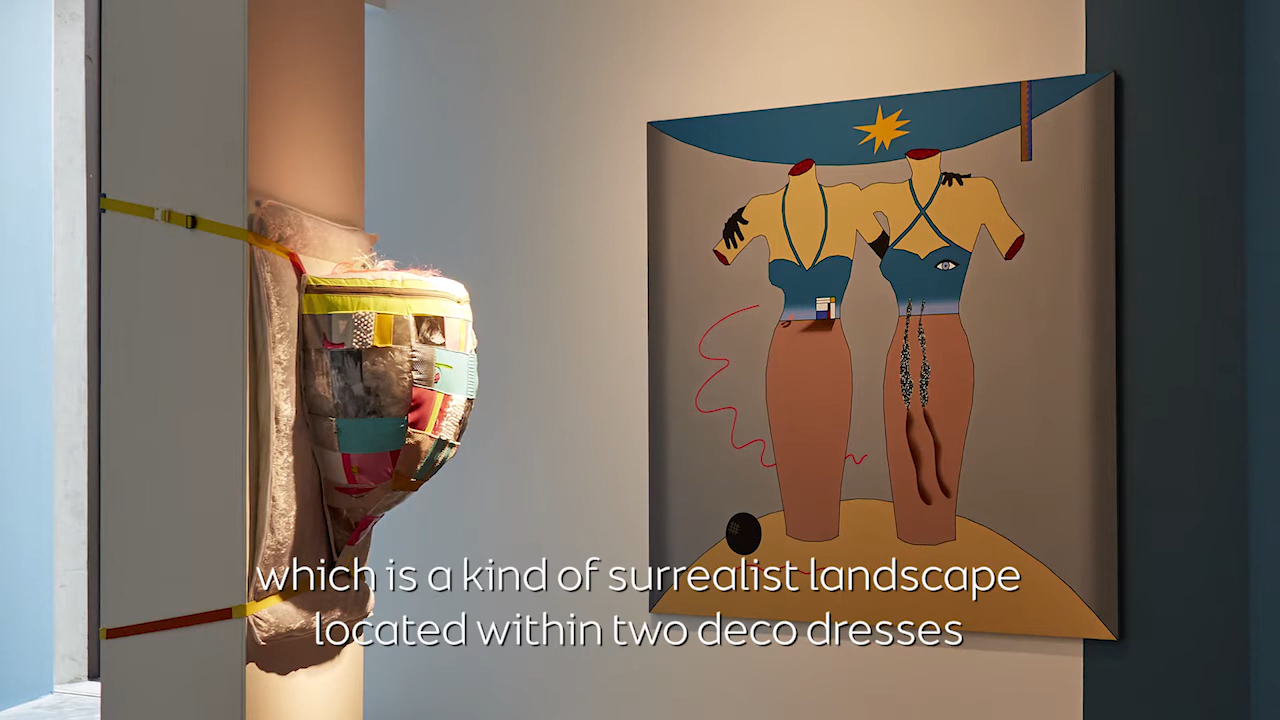 which is a kind of surrealist landscape
located within two deco dresses